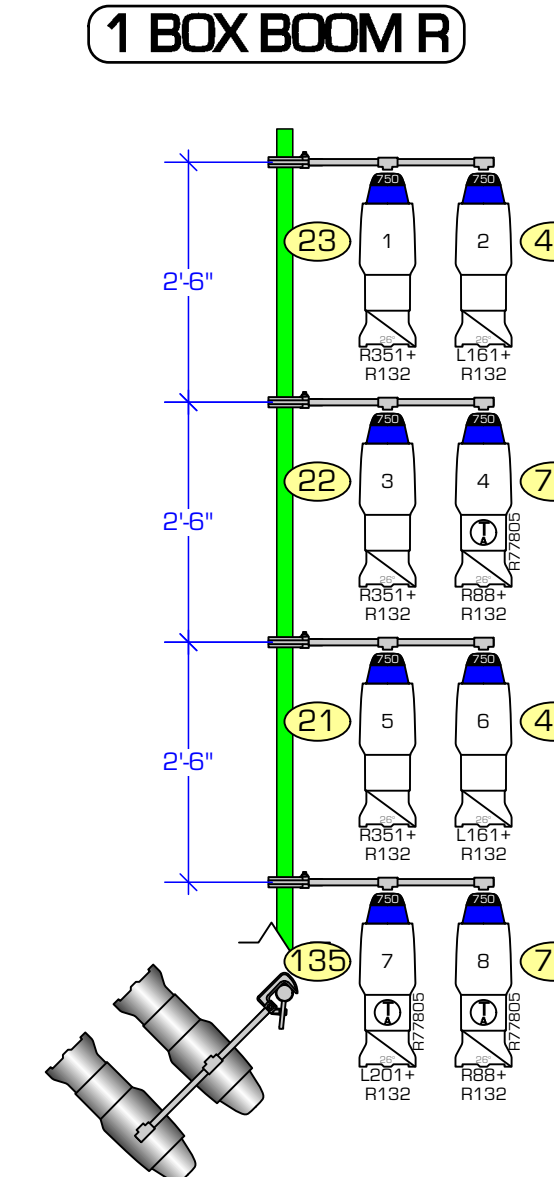 1 BOX BOOM R
750 750
2'-6" 23 1 2 4
26° 26°
R351+ L161+
R132 R132
750 750
2'-6" 22 3 4 7
T
A
R77805
26° 26°
R351+ R88+
R132 R132
750 750
2'-6" 21 5 6 4
26° 26°
R351+ L161+
R132 R132
750 750
135 7 8 7
T T
A A
R77805 R77805
26° 26°
L201+ R88+
R132 R132